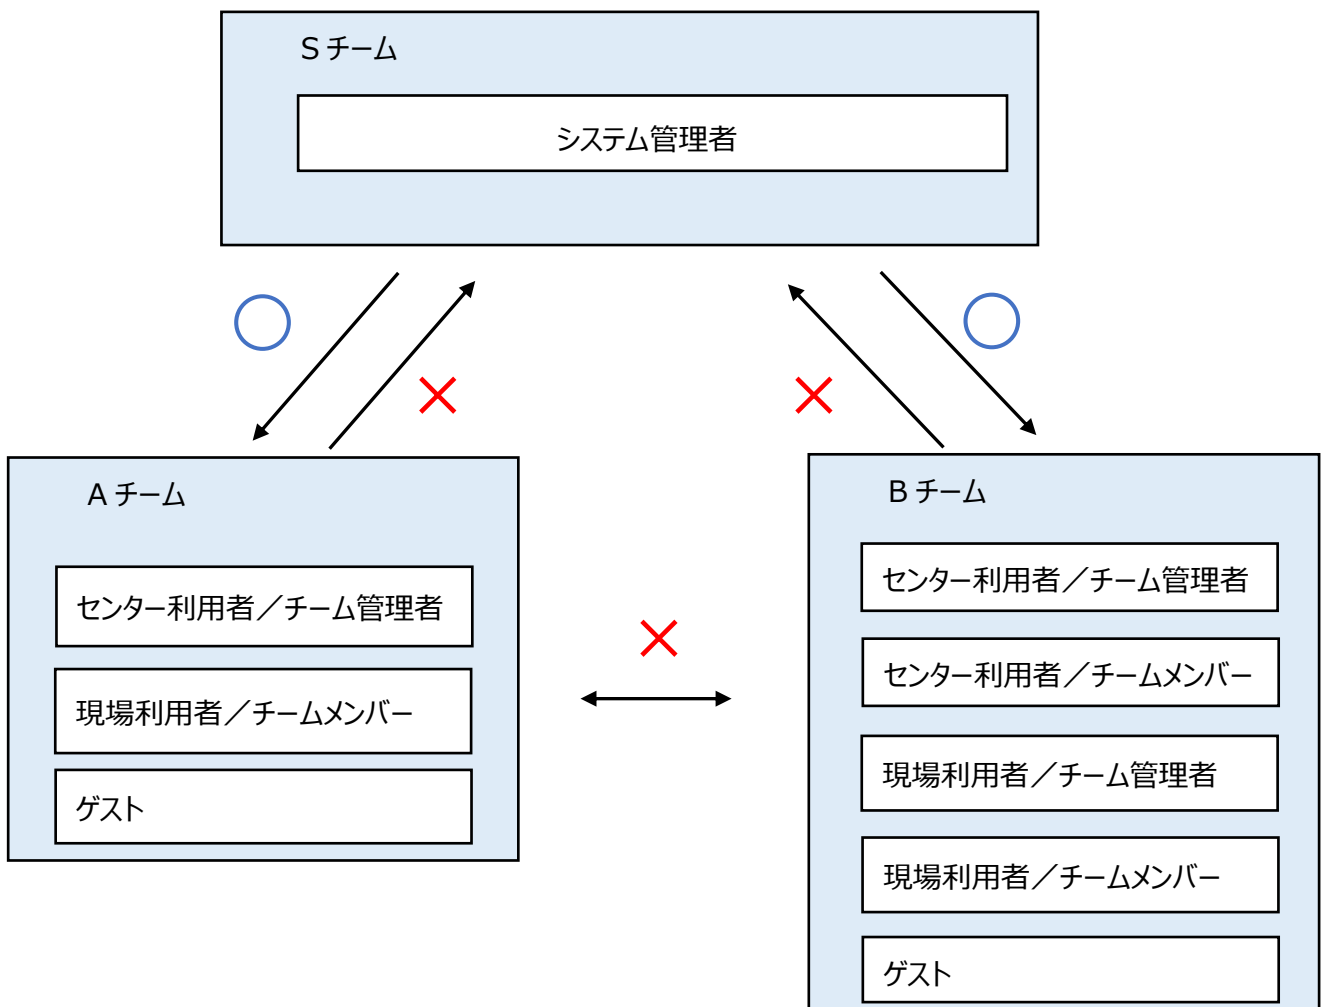 Sチーム
システム管理者
Aチーム
センター利用者／チーム管理者
現場利用者／チームメンバー
ゲスト
Bチーム
センター利用者／チーム管理者
センター利用者／チームメンバー
現場利用者／チーム管理者
現場利用者／チームメンバー
ゲスト